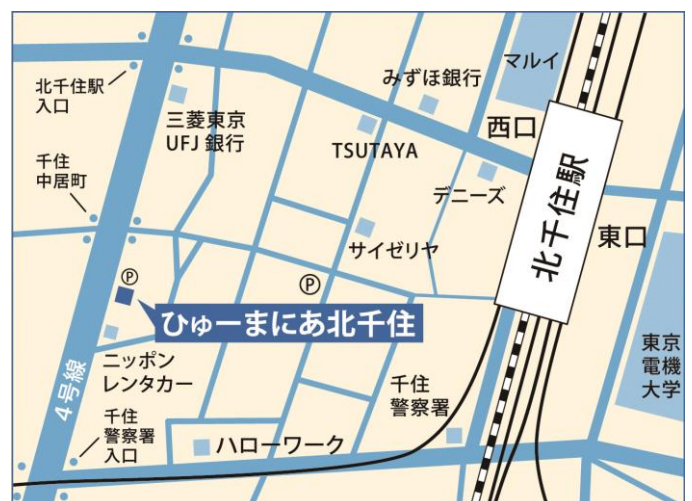 マルイ
北千住駅
入口
みずほ銀行
三菱東京
UFJ 銀行
西口
TSUTAYA
千住
中居町
デニーズ
北千住駅
東口
サイゼリヤ
P
P
ひゅーまにあ北千住
東京
電機
大学
ニッポン
レンタカー
4号線
千住
警察署
千住
警察署
入口
ハローワーク